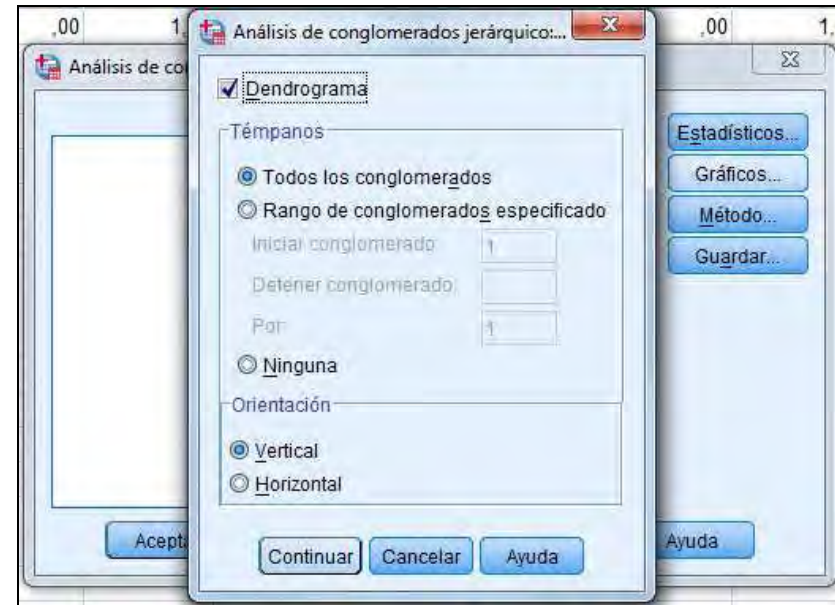 ,00
1,
,00
1,
Análisis de co
Análisis de conglomerados jerárquico:...
Dendrograma
Témpanos
Todos los conglomerados
Rango de conglomerados especificado
Iniciar conglomerado:
1
Detener conglomerado:
Por:
1
Ninguna
Orientación
Vertical
Horizontal
Continuar
Cancelar
Ayuda
Estadísticos...
Gráficos...
Método...
Guardar...
Acepta
Ayuda